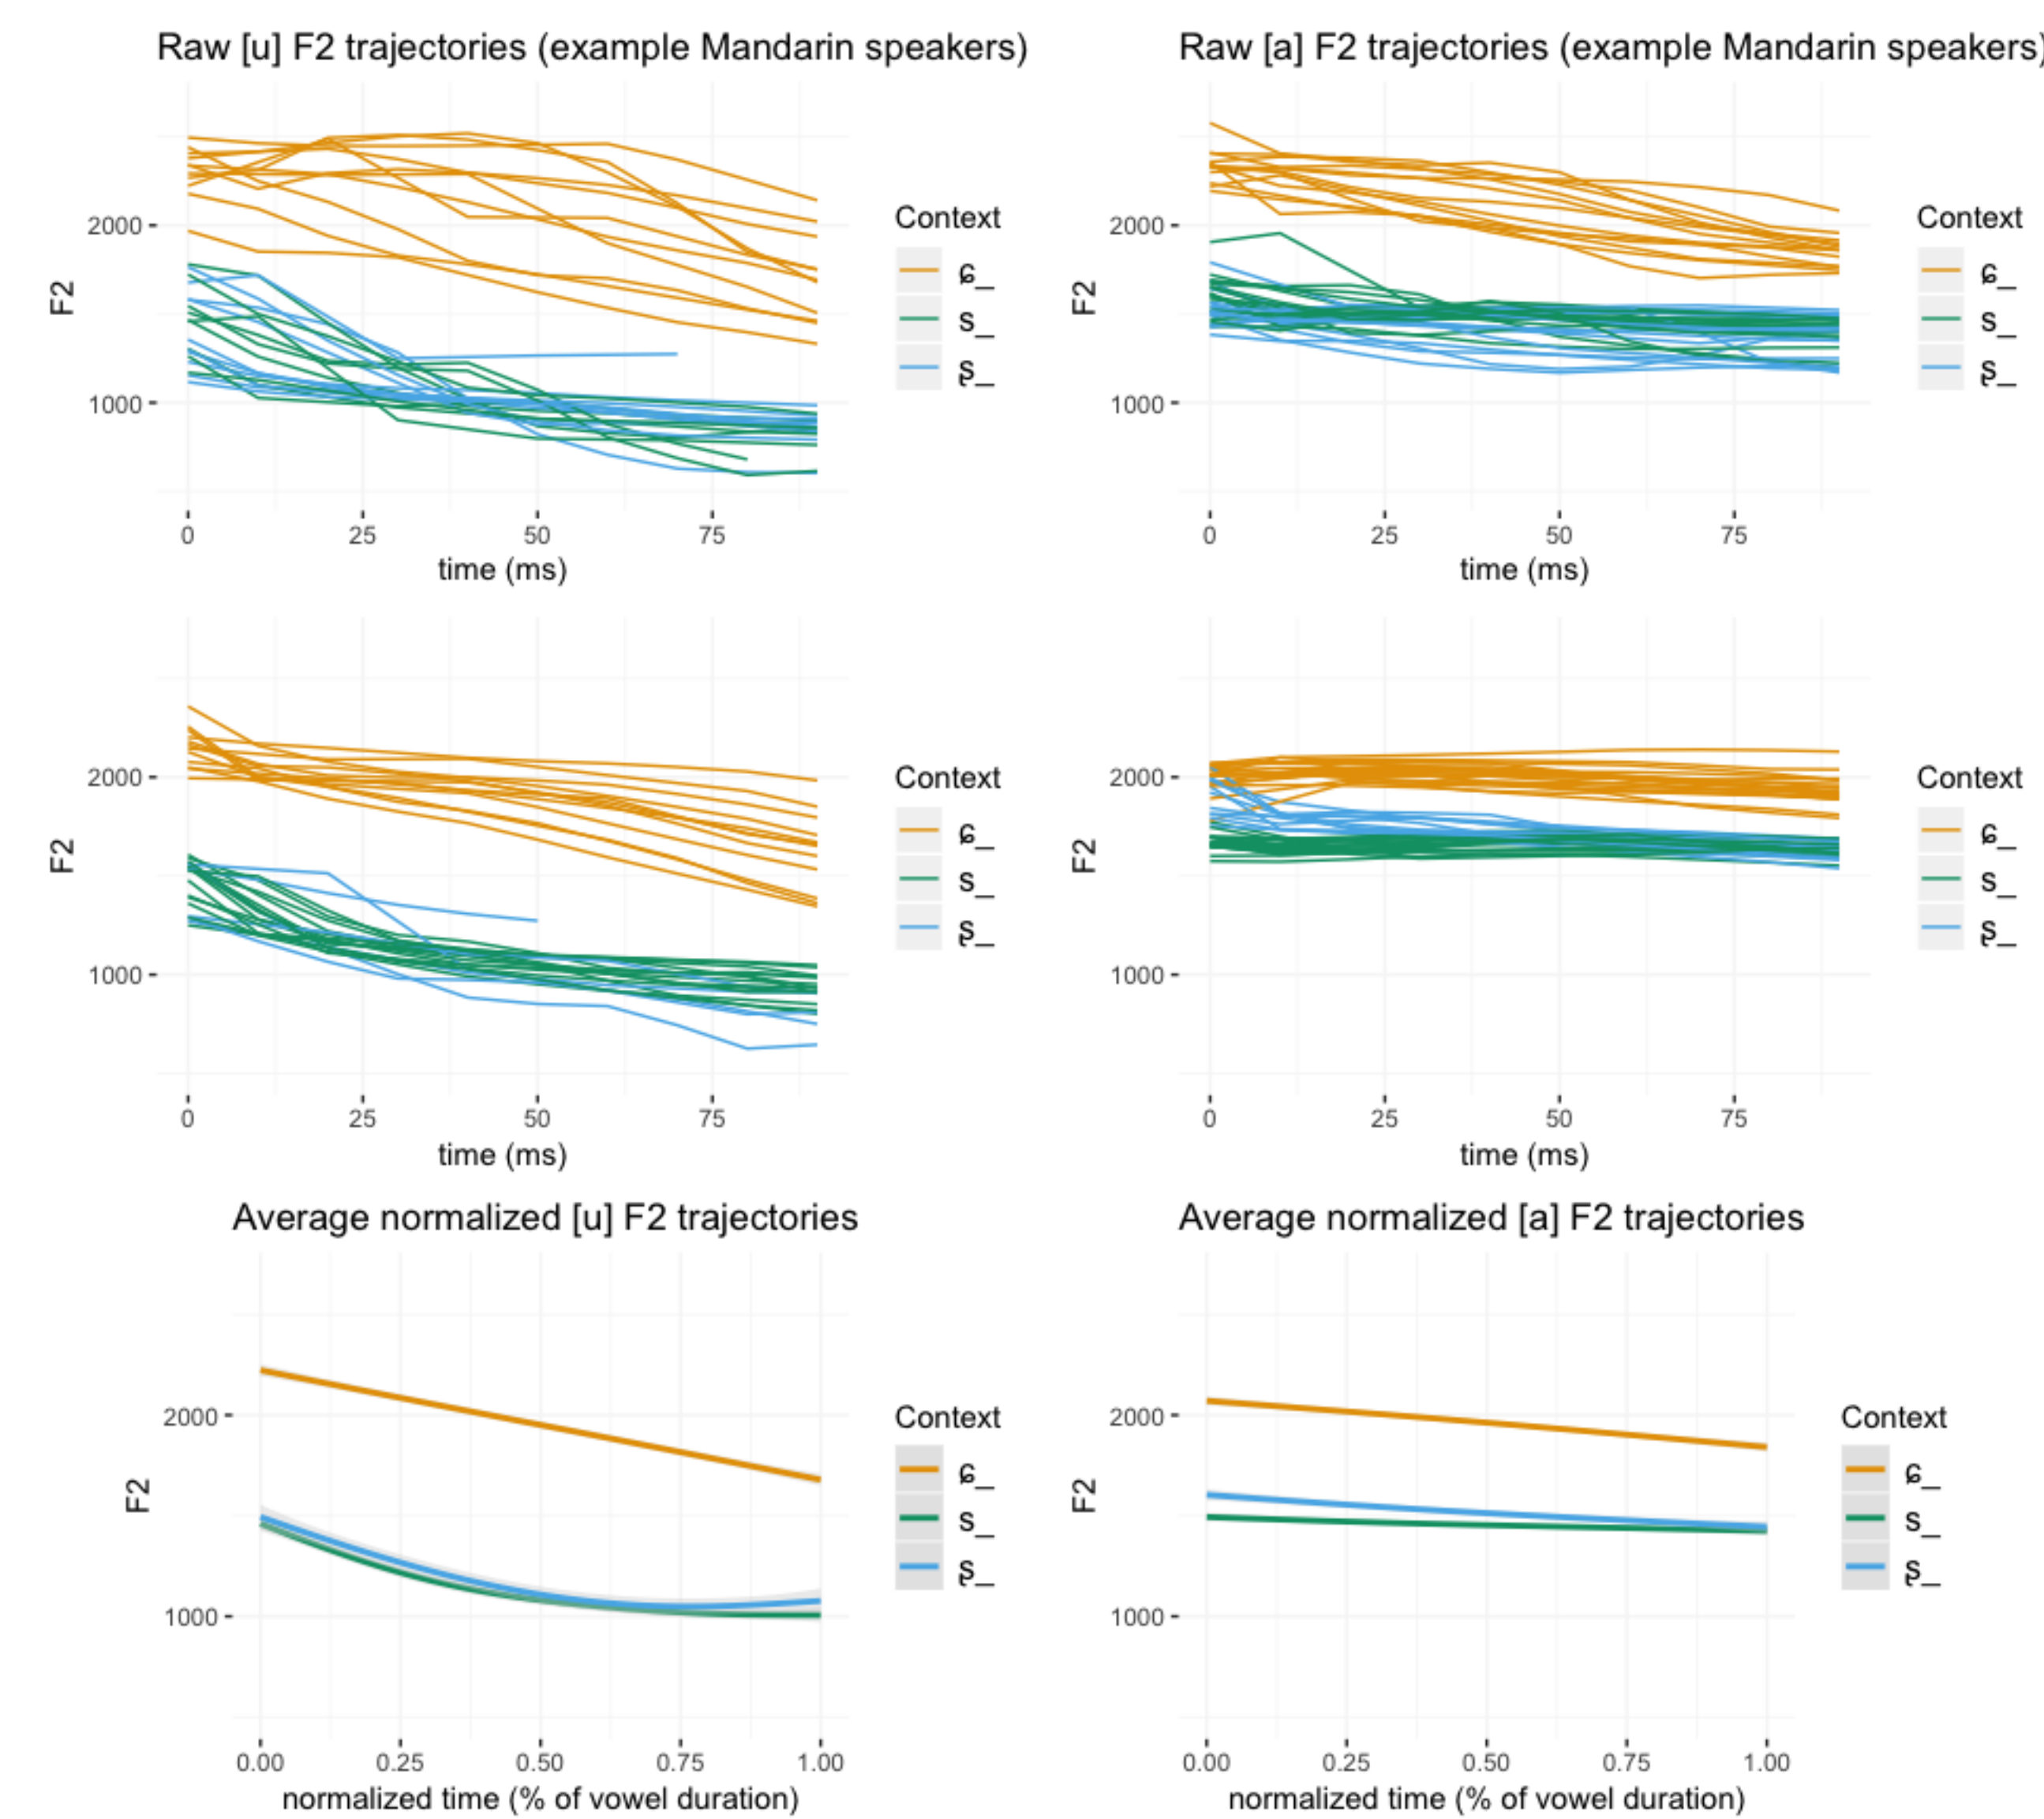 Raw [u] F2 trajectories (example Mandarin speakers)
F2
2000
1000
0 25 50 75
time (ms)
Context
ɕ_
s_
ʂ_
Raw [a] F2 trajectories (example Mandarin speakers)
F2
2000
1000
0 25 50 75
time (ms)
Context
ɕ_
s_
ʂ_
F2
2000
1000
0 25 50 75
time (ms)
Context
ɕ_
s_
ʂ_
F2
2000
1000
0 25 50 75
time (ms)
Context
ɕ_
s_
ʂ_
Average normalized [u] F2 trajectories
F2
2000
1000
0.00 0.25 0.50 0.75 1.00
normalized time (% of vowel duration)
Context
ɕ_
s_
ʂ_
Average normalized [a] F2 trajectories
F2
2000
1000
0.00 0.25 0.50 0.75 1.00
normalized time (% of vowel duration)
Context
ɕ_
s_
ʂ_